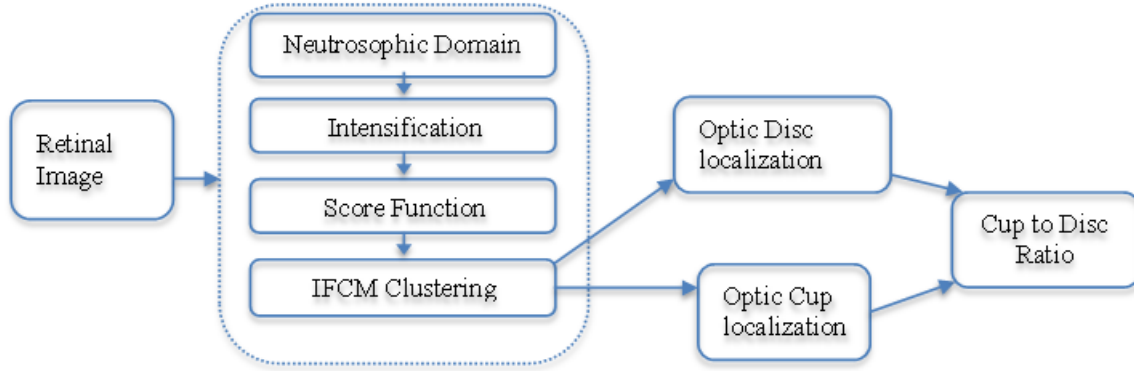 Retinal
Image
Neutrosophic Domain
Intensification
Score Function
IFCM Clustering
Optic Disc
localization
Optic Cup
localization
Cup to Disc
Ratio